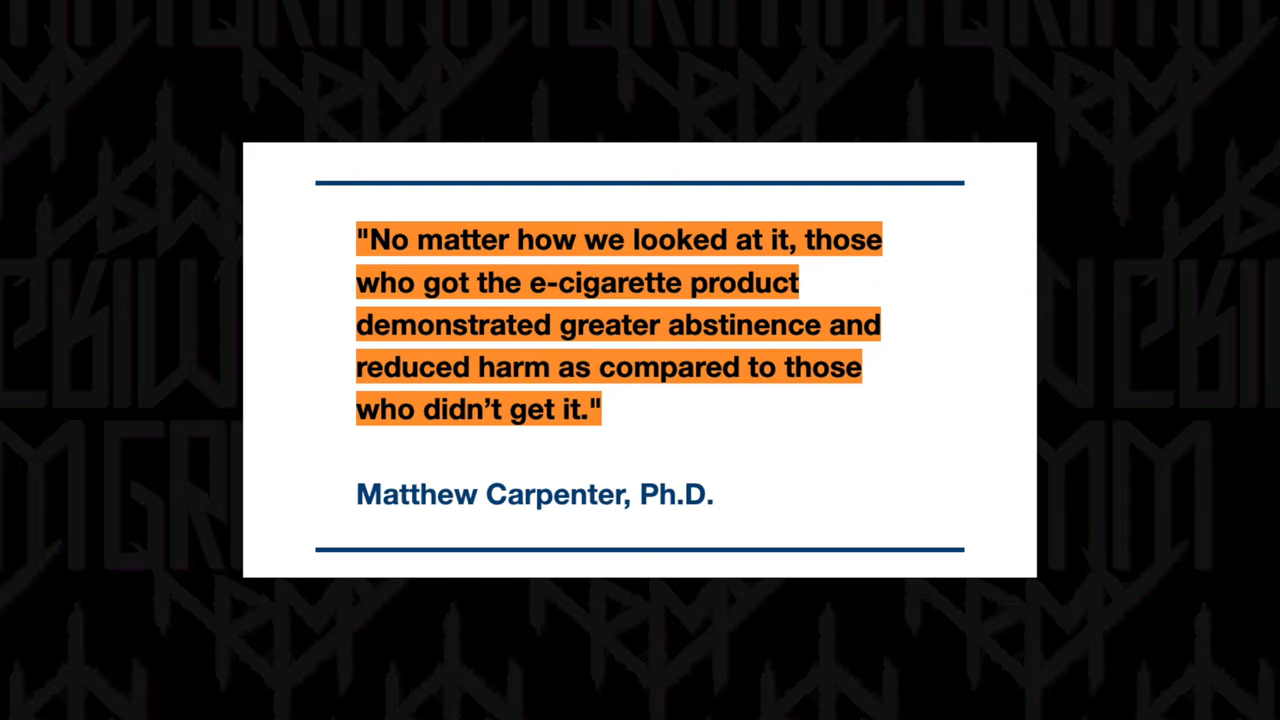 "No matter how we looked at it, those
who got the e-cigarette product
demonstrated greater abstinence and
reduced harm as compared to those
who didn’t get it."
Matthew Carpenter, Ph.D.